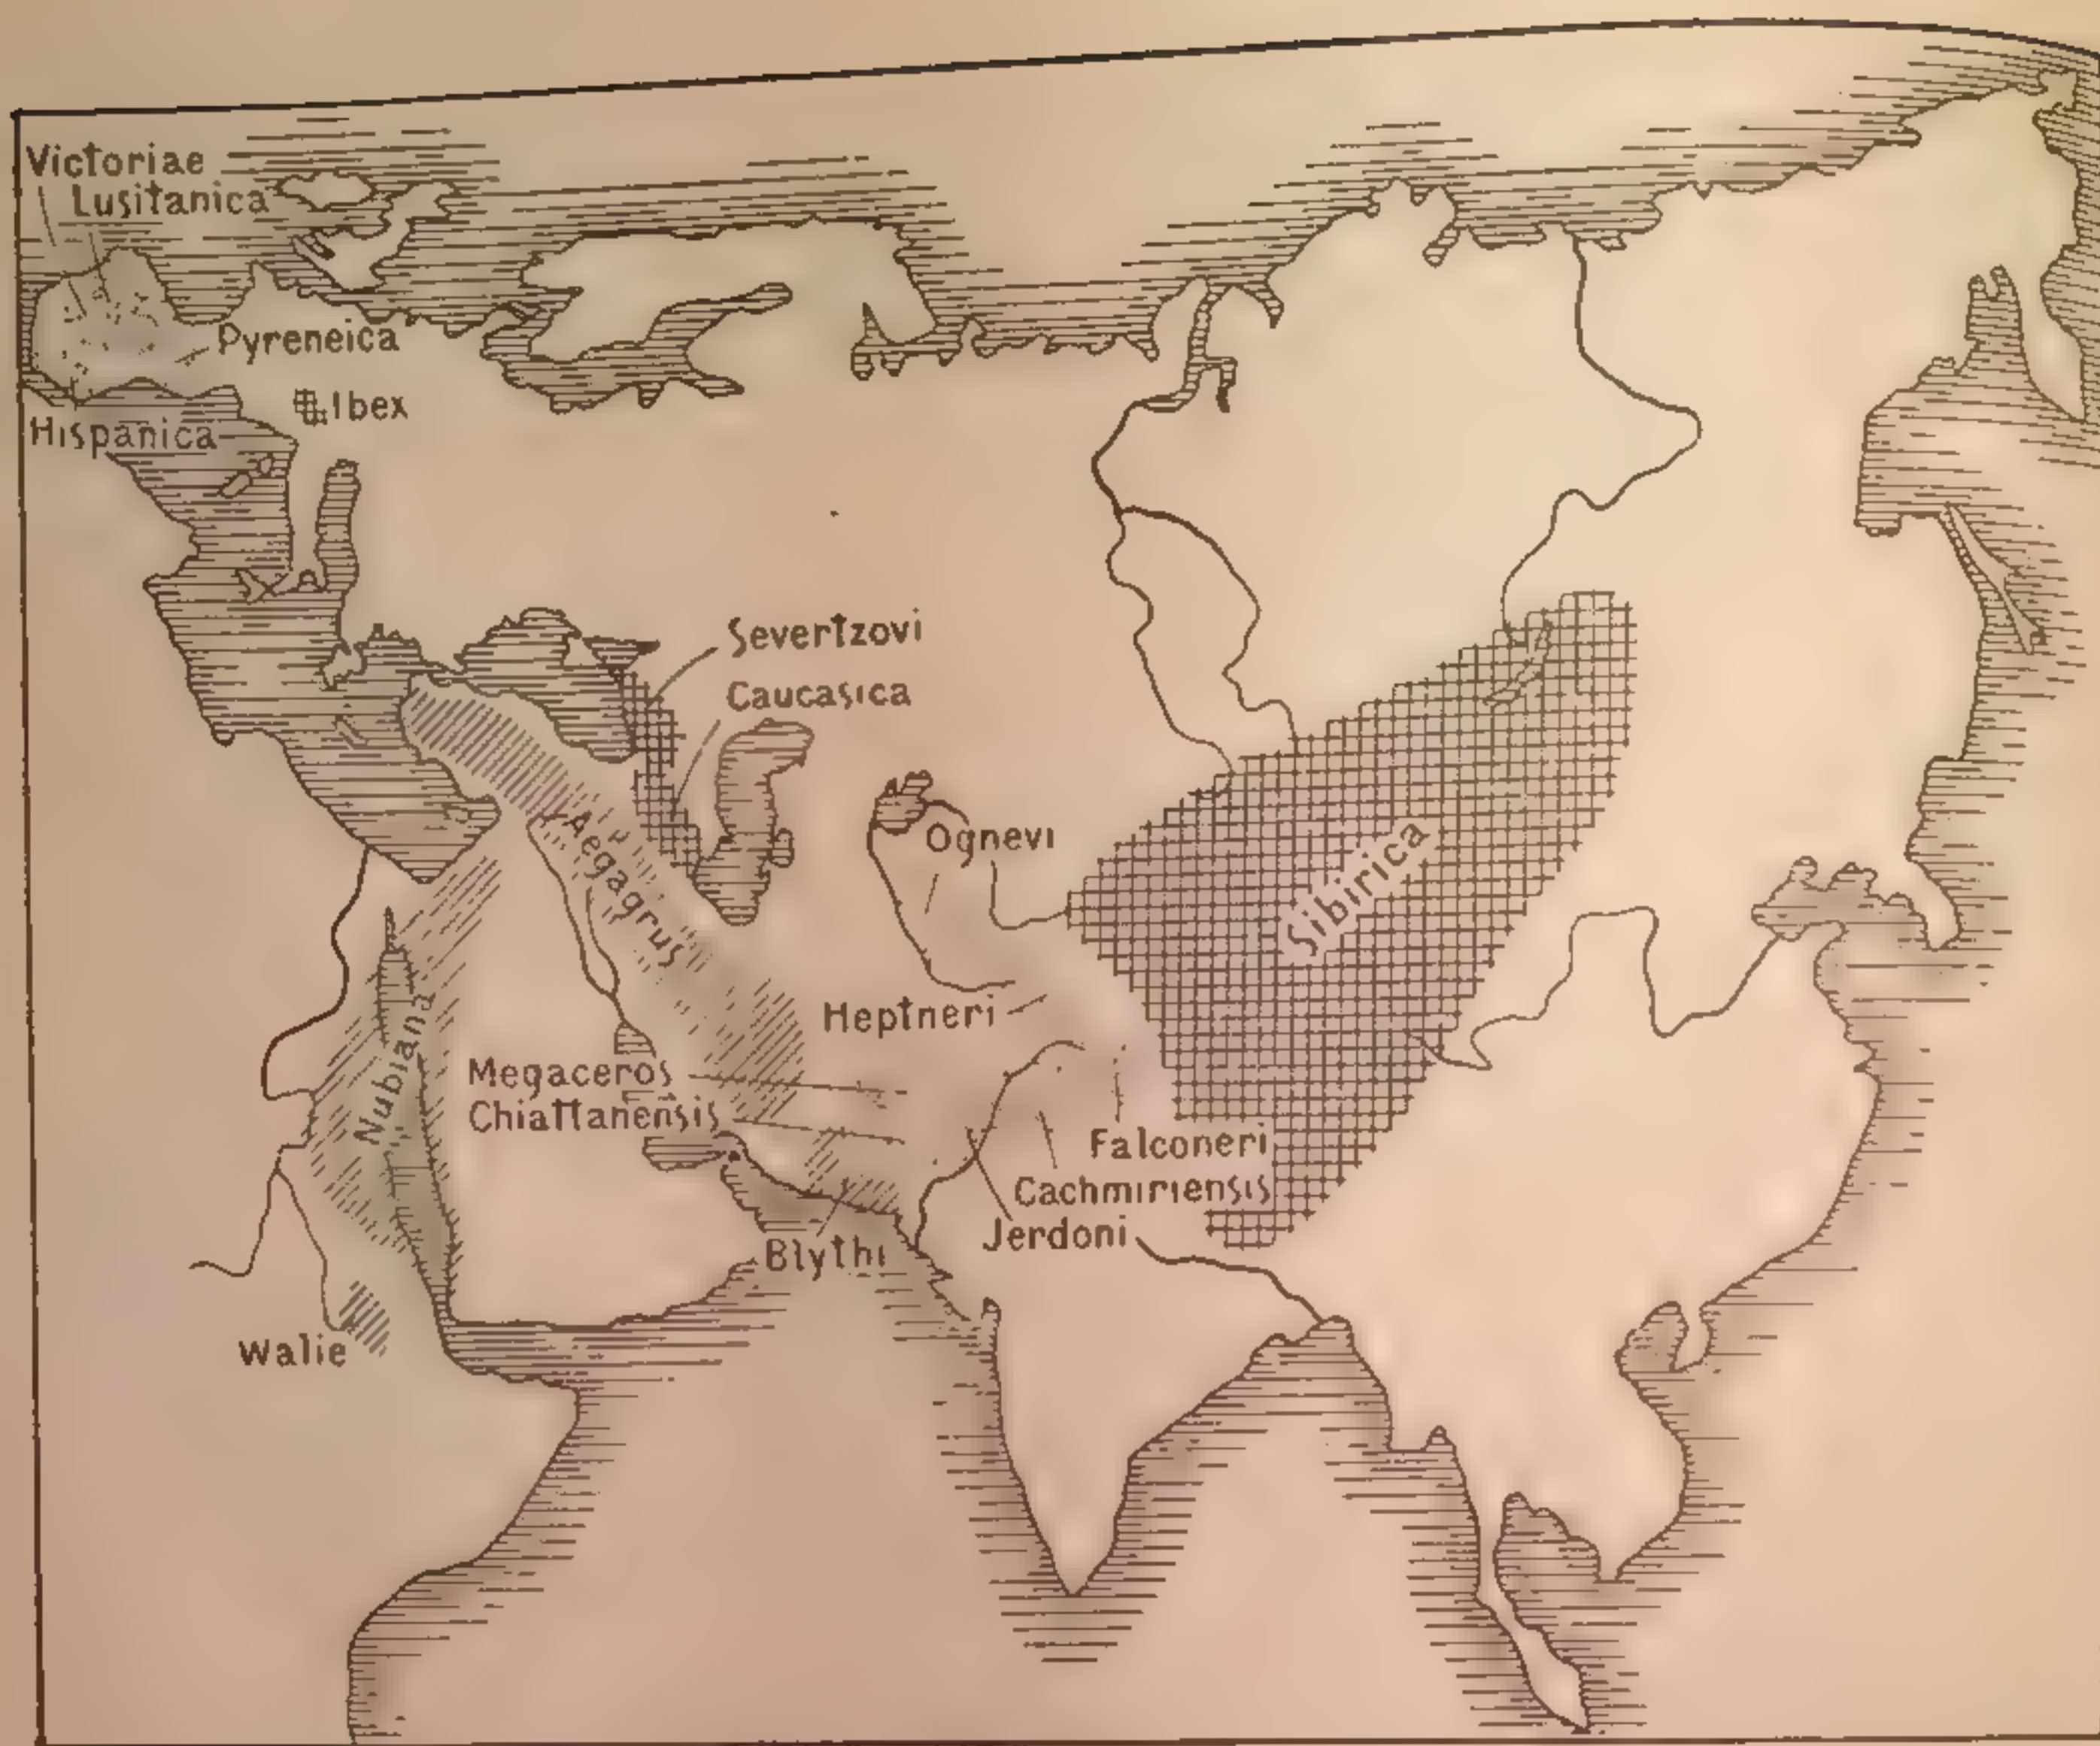 Victoriae
Lusitanica
Pyreneica
Ibex
Hispanica
Severtzovi
Caucasica
Aegagrus
Ognevi
Sibirica
Heptneri
Nubiana
Megaceros
Chiattanensis
Falconeri
Cachmiriensis
Jerdoni
Blythi
Walie